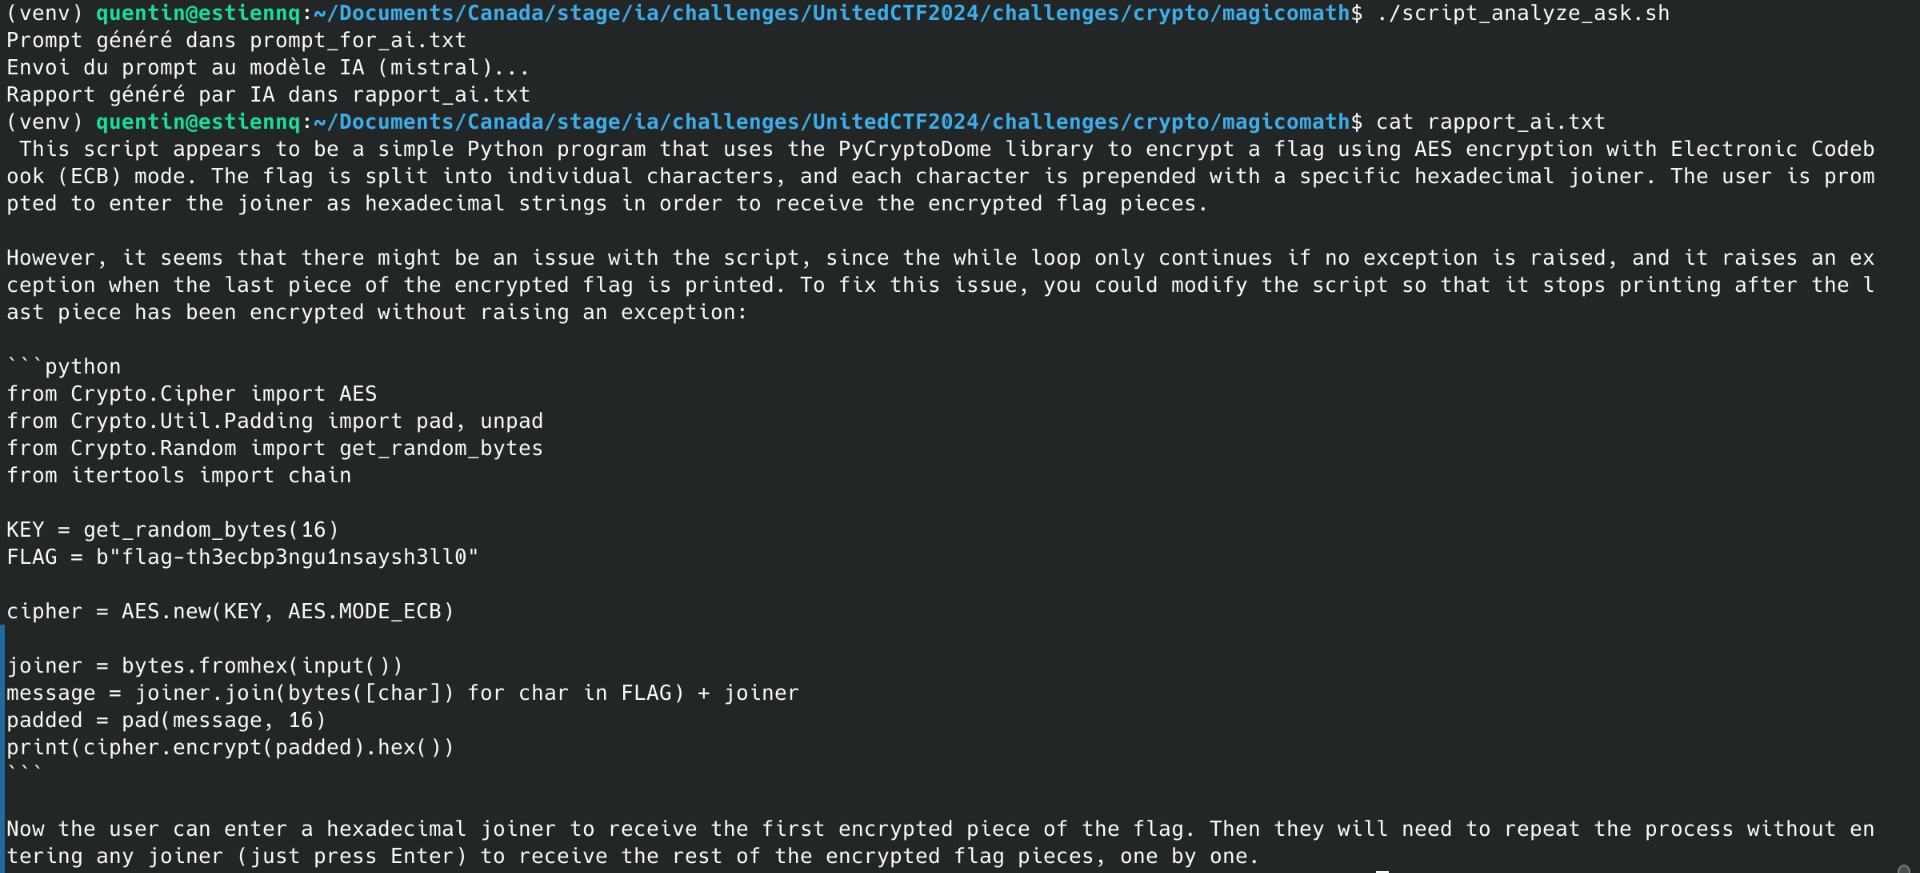 (venv) quentin@estiennq:~/Documents/Canada/stage/ia/challenges/UnitedCTF2024/challenges/crypto/magicomath$ ./script_analyze_ask.sh
Prompt généré dans prompt_for_ai.txt
Envoi du prompt au modèle IA (mistral)...
Rapport généré par IA dans rapport_ai.txt
(venv) quentin@estiennq:~/Documents/Canada/stage/ia/challenges/UnitedCTF2024/challenges/crypto/magicomath$ cat rapport_ai.txt
 This script appears to be a simple Python program that uses the PyCryptoDome library to encrypt a flag using AES encryption with Electronic Codeb
ook (ECB) mode. The flag is split into individual characters, and each character is prepended with a specific hexadecimal joiner. The user is prom
pted to enter the joiner as hexadecimal strings in order to receive the encrypted flag pieces.

However, it seems that there might be an issue with the script, since the while loop only continues if no exception is raised, and it raises an ex
ception when the last piece of the encrypted flag is printed. To fix this issue, you could modify the script so that it stops printing after the l
ast piece has been encrypted without raising an exception:

```python
from Crypto.Cipher import AES
from Crypto.Util.Padding import pad, unpad
from Crypto.Random import get_random_bytes
from itertools import chain

KEY = get_random_bytes(16)
FLAG = b"flag-th3ecbp3ngu1nsaysh3ll0"

cipher = AES.new(KEY, AES.MODE_ECB)

joiner = bytes.fromhex(input())
message = joiner.join(bytes([char]) for char in FLAG) + joiner
padded = pad(message, 16)
print(cipher.encrypt(padded).hex())
```

Now the user can enter a hexadecimal joiner to receive the first encrypted piece of the flag. Then they will need to repeat the process without en
tering any joiner (just press Enter) to receive the rest of the encrypted flag pieces, one by one.